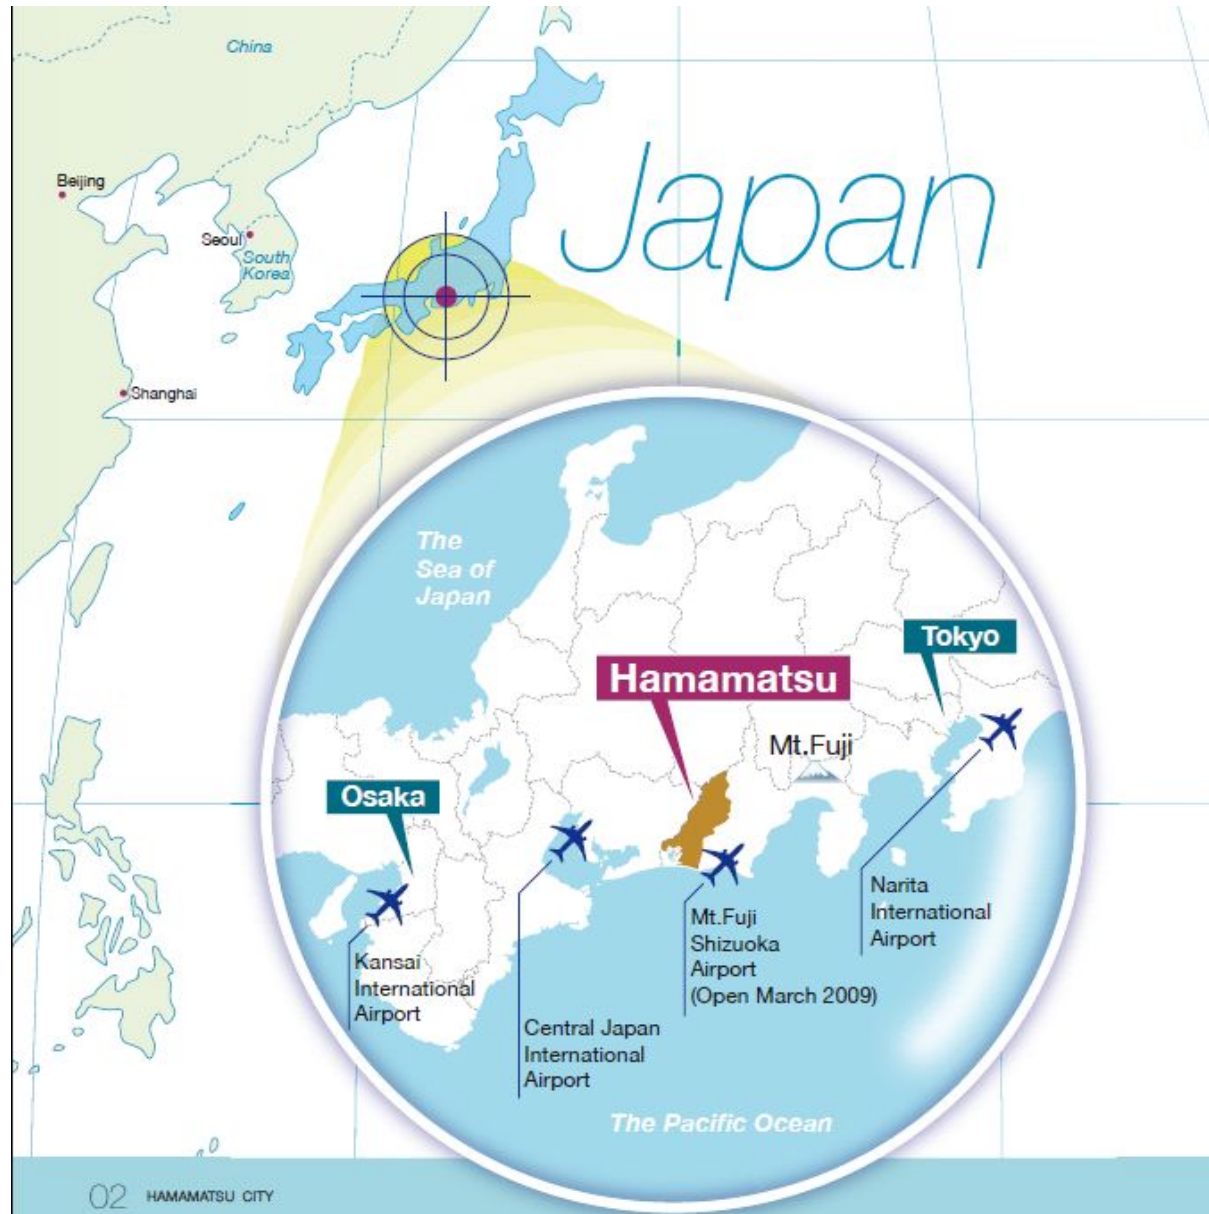 China
Beijing
Seoul
South
Korea
Shanghai
Japan
The
Sea of
Japan
Tokyo
Hamamatsu
Mt.Fuji
Osaka
Narita
International
Airport
Mt.Fuji
Shizuoka
Airport
(Open March 2009)
Kansai
International
Airport
Central Japan
International
Airport
The Pacific Ocean
02 HAMAMATSU CITY